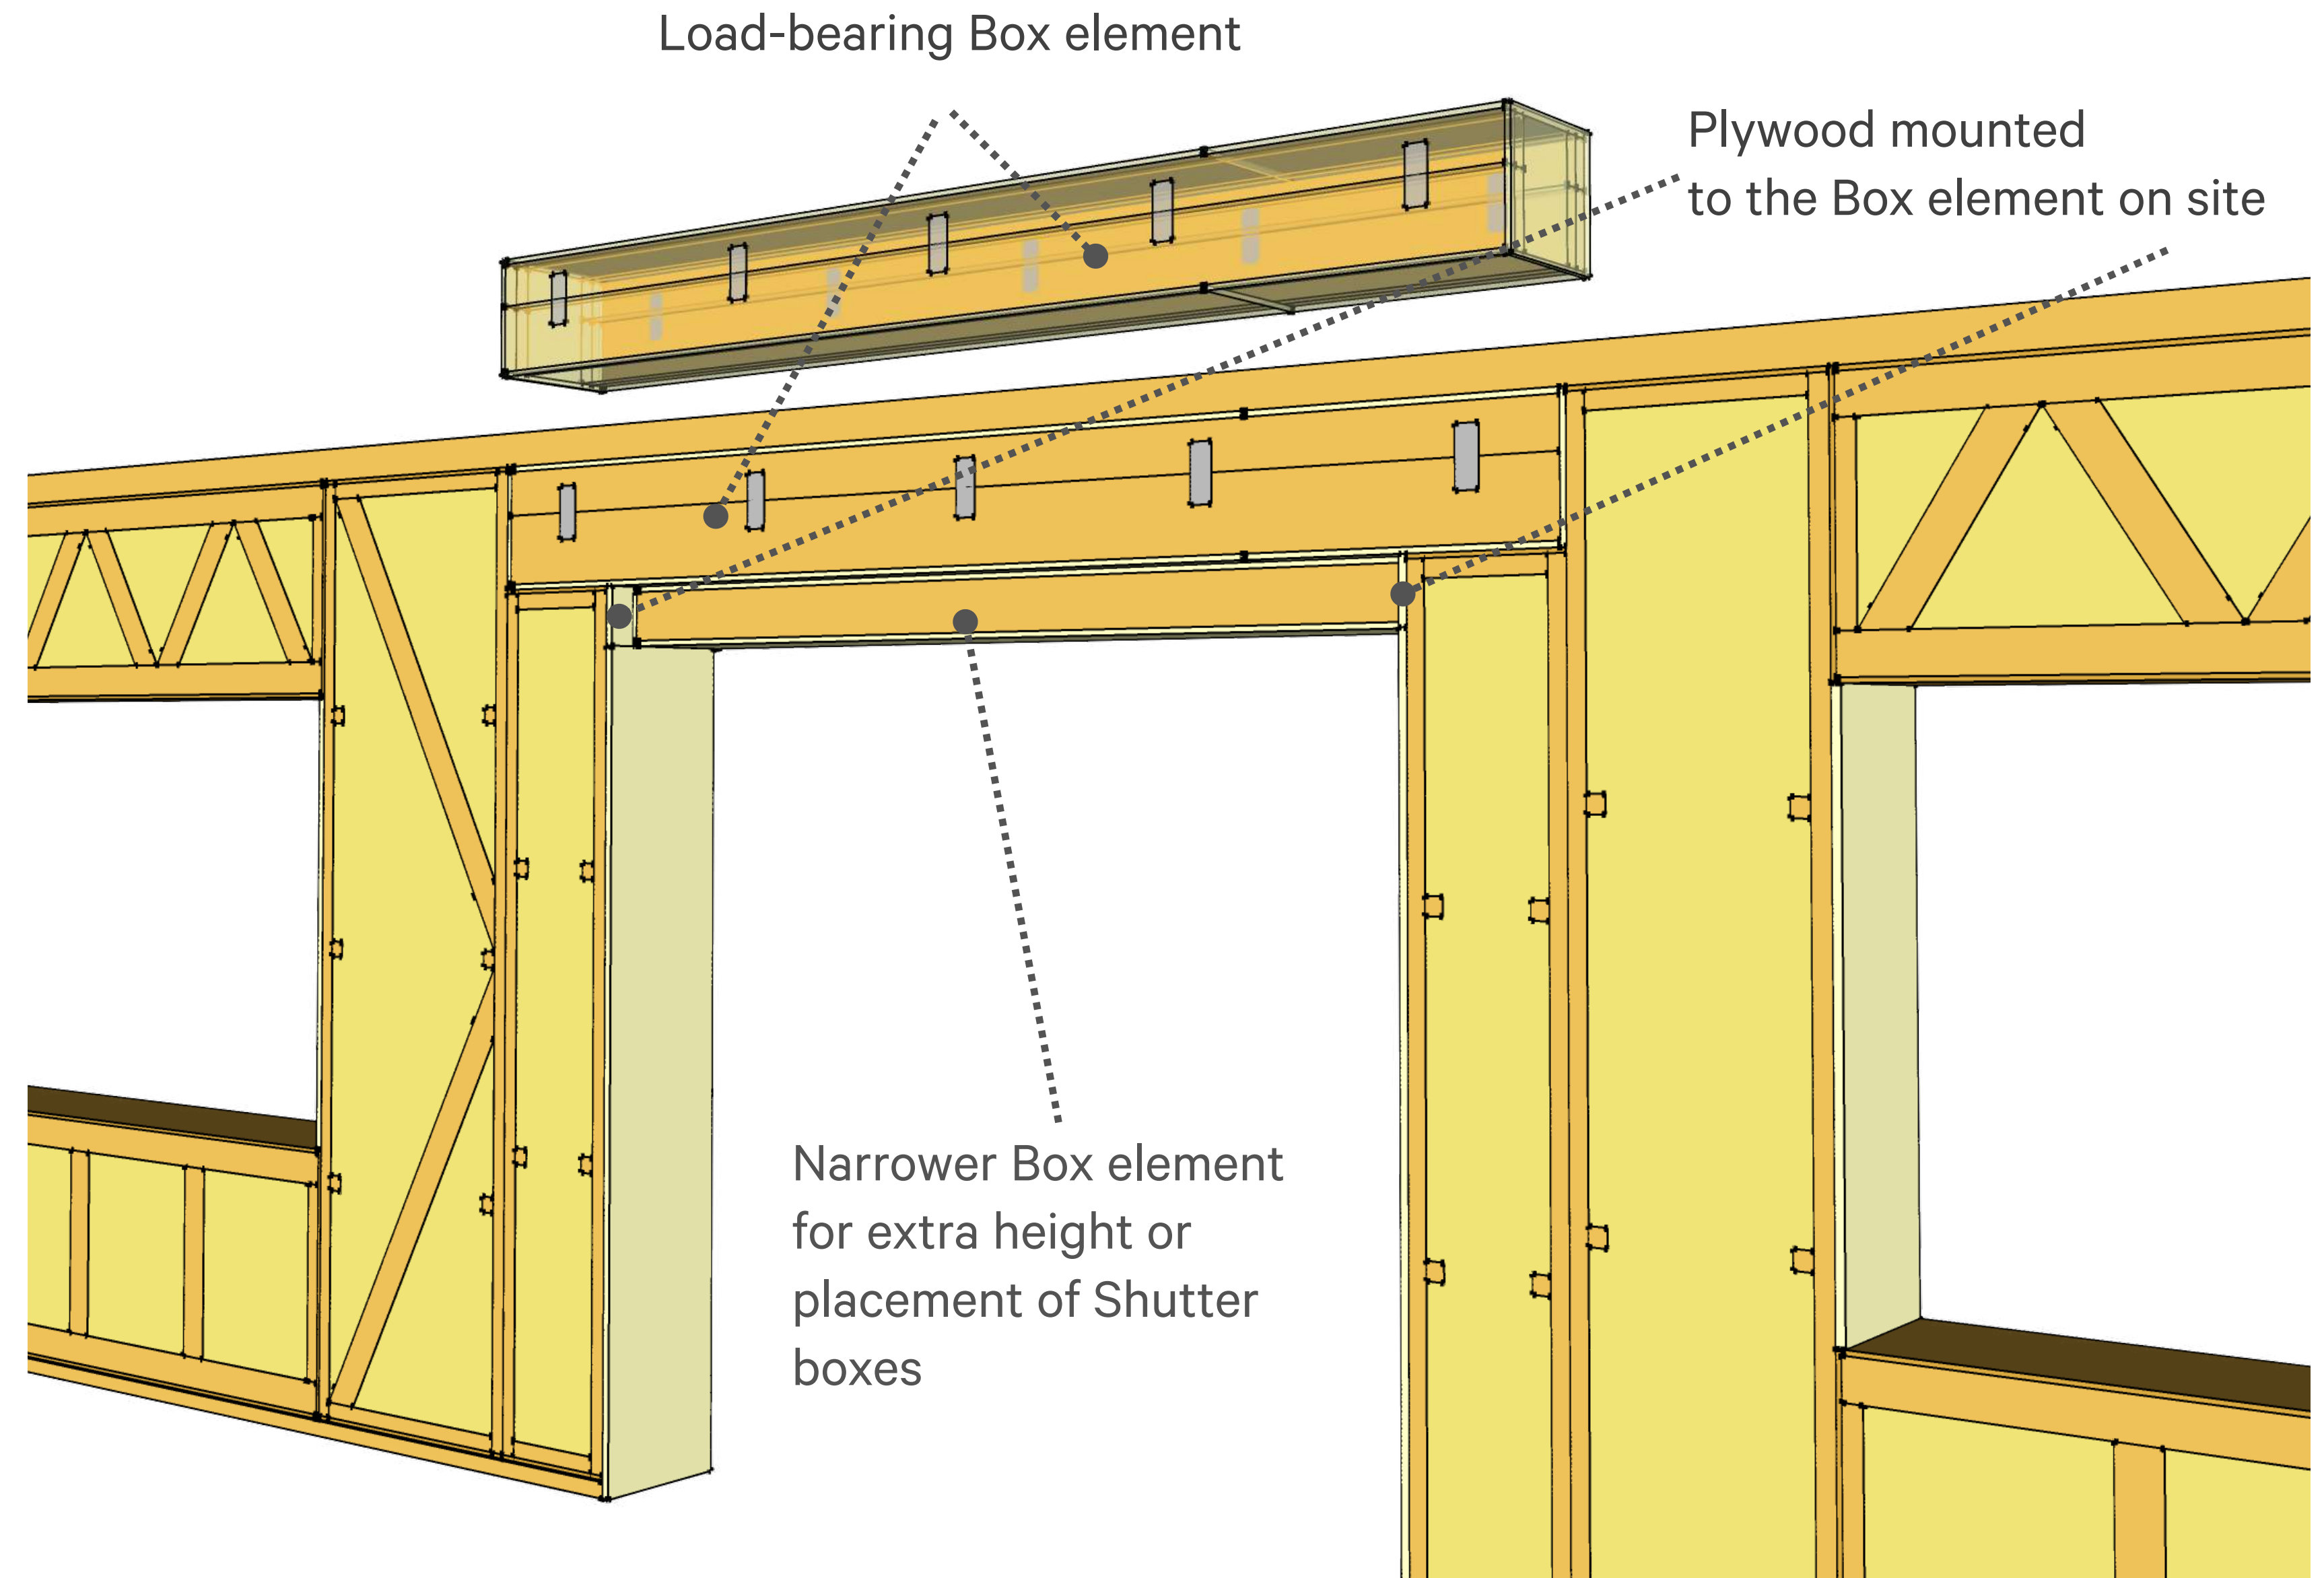 Load-bearing Box element
Plywood mounted
to the Box element on site
Narrower Box element
for extra height or
placement of Shutter
boxes